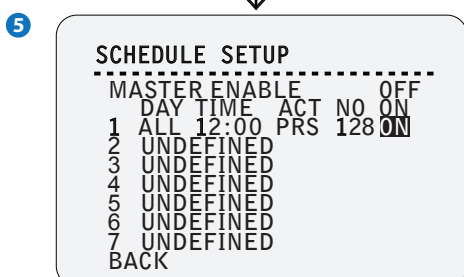 5
SCHEDULE SETUP
MASTER ENABLE OFF
DAY TIME ACT NO ON
1 ALL 12:00 PRS 128 ON
2 UNDEFINED
3 UNDEFINED
4 UNDEFINED
5 UNDEFINED
6 UNDEFINED
7 UNDEFINED
BACK